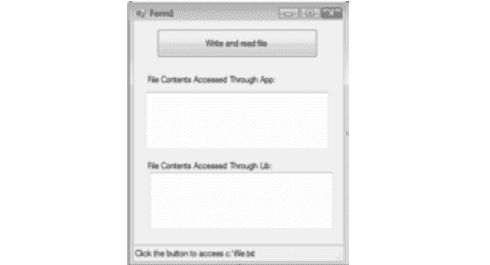 Form1
Write and read file
File Contents Accessed Through App:
File Contents Accessed Through Lib:
Click the button to access c:\file.txt